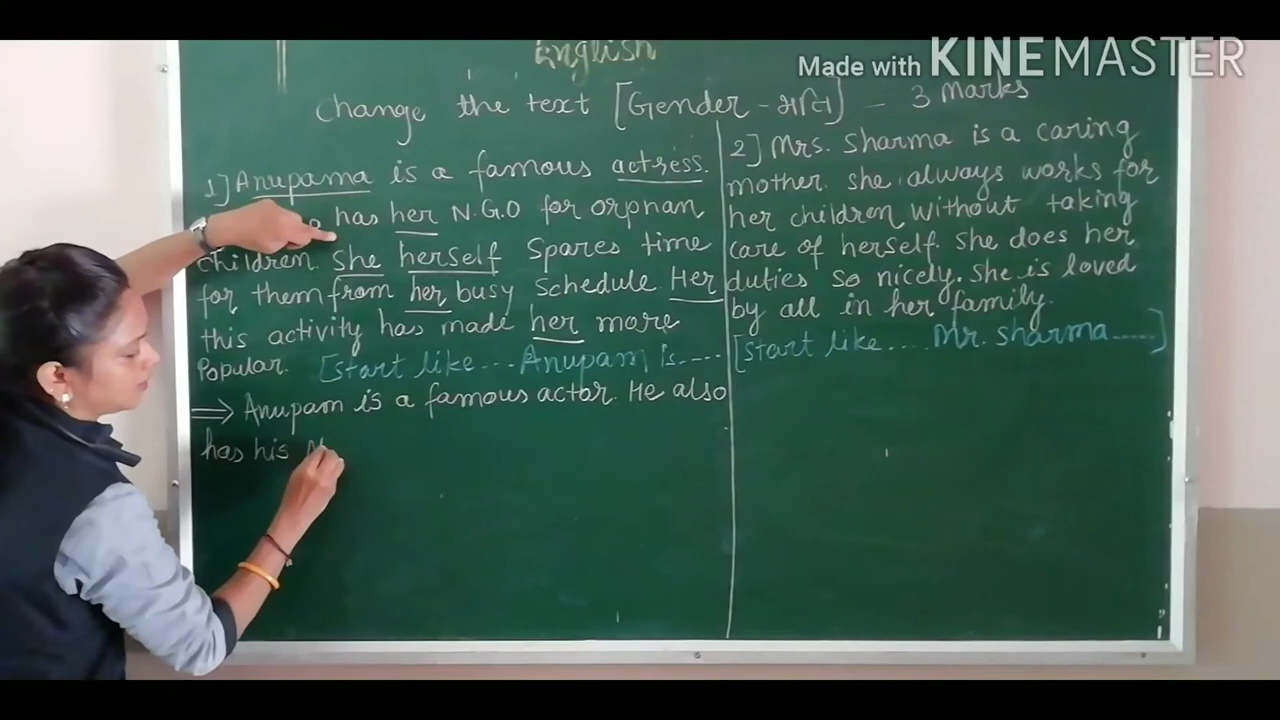 Made with KINEMASTER
English
Change the text [Gender - જાતિ] - 3 Marks
1] Anupama is a famous actress.
has her N.G.O for orphan
children. She herself spares time
for them from her busy schedule. Her
this activity has made her more
Popular. [start like... Anupam is....
⇒ Anupam is a famous actor. He also
has his N
2] Mrs. Sharma is a caring
mother. she always works for
her children without taking
care of herself. She does her
duties so nicely. She is loved
by all in her family.
[start like.... Mr. Sharma.....]